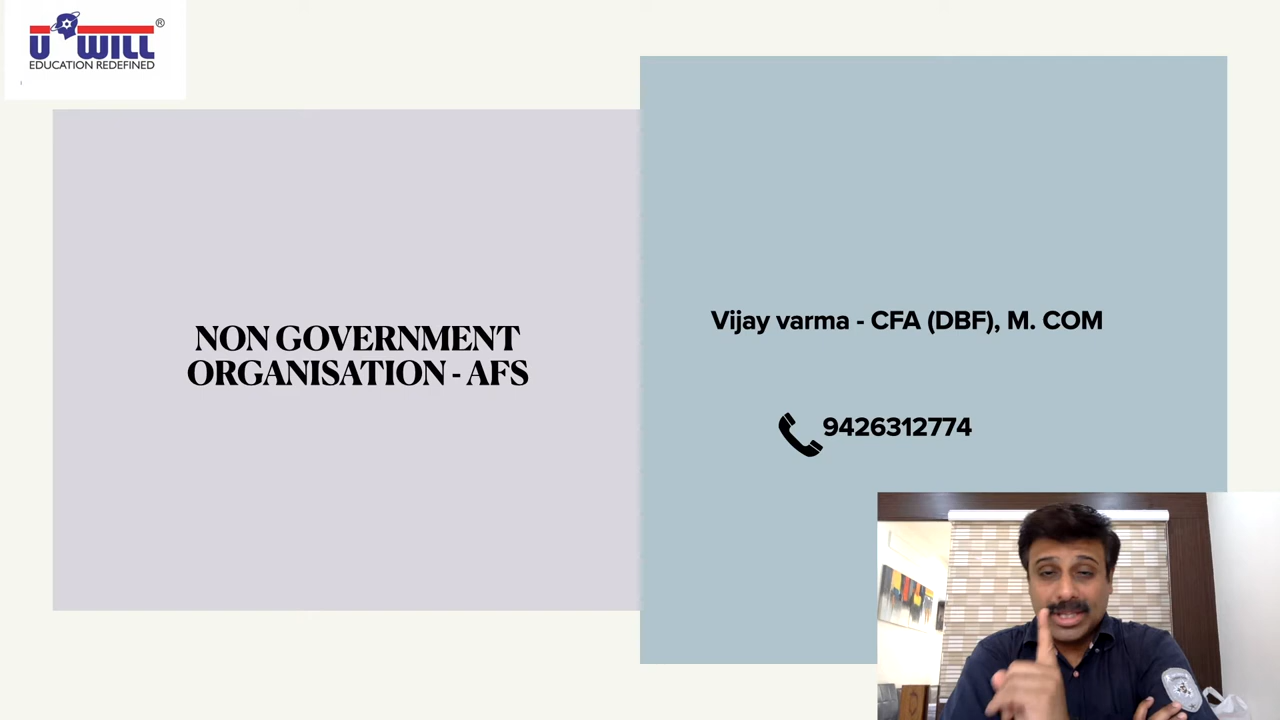 U WILL ®
EDUCATION REDEFINED
NON GOVERNMENT
ORGANISATION - AFS
Vijay varma - CFA (DBF), M. COM
9426312774